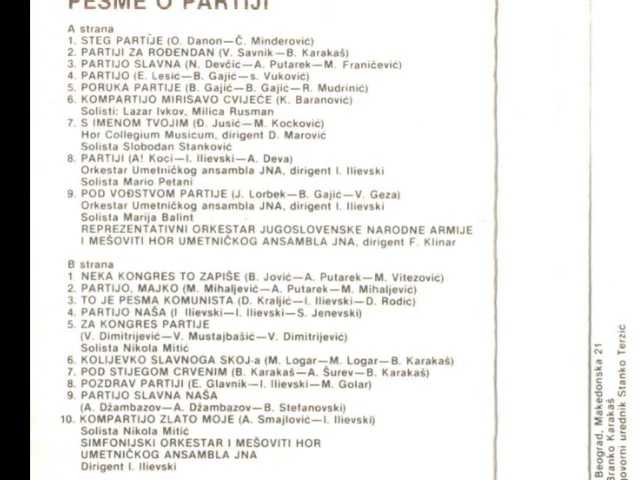 PESME O PARTIJI
A strana
1. STEG PARTIJE (O. Danon—Č. Minderović)
2. PARTIJI ZA ROĐENDAN (V. Savnik—B. Karakaš)
3. PARTIJO SLAVNA (N. Devčić—A. Putarek—M. Franičević)
4. PARTIJO (E. Lesić—B. Gajić—s. Vuković)
5. PORUKA PARTIJE (B. Gajić—B. Gajić—R. Mudrinić)
6. KOMPARTIJO MIRISAVO CVIJEĆE (K. Baranović)
Solisti: Lazar Ivkov, Milica Rusman
7. S IMENOM TVOJIM (Đ. Jusić—M. Kocković)
Hor Collegium Musicum, dirigent D. Marović
Solista Slobodan Stanković
8. PARTIJI (A! Koci—I. Ilievski—A. Deva)
Orkestar Umetničkog ansambla JNA, dirigent I. Ilievski
Solista Mario Petani
9. POD VOĐSTVOM PARTIJE (J. Lorbek—B. Gajić—V. Geza)
Orkestar Umetničkog ansambla JNA, dirigent I. Ilievski
Solista Marija Balint
REPREZENTATIVNI ORKESTAR JUGOSLOVENSKE NARODNE ARMIJE
I MEŠOVITI HOR UMETNIČKOG ANSAMBLA JNA, dirigent F. Klinar
B strana
1 NEKA KONGRES TO ZAPIŠE (B. Jović—A. Putarek—M. Vitezović)
2. PARTIJO, MAJKO (M. Mihaljević—A. Putarek—M. Mihaljević)
3. TO JE PESMA KOMUNISTA (D. Kraljić—I. Ilievski—D. Rodić)
4. PARTIJO NAŠA (I Ilievski—I. Ilievski—S. Jenevski)
5. ZA KONGRES PARTIJE
(V. Dimitrijević—V. Mustajbašić—V. Dimitrijević)
Solista Nikola Mitić
6. KOLIJEVKO SLAVNOGA SKOJ-a (M. Logar—M. Logar—B. Karakaš)
7. POD STIJEGOM CRVENIM (B. Karakaš—A. Šurev—B. Karakaš)
8. POZDRAV PARTIJI (E. Glavnik—I. Ilievski—M. Golar)
9. PARTIJO SLAVNA NAŠA
(A. Džambazov—A. Džambazov—B. Stefanovski)
10. KOMPARTIJO ZLATO MOJE (A. Smajlović—I. Ilievski)
Solista Nikola Mitić
SIMFONIJSKI ORKESTAR I MEŠOVITI HOR
UMETNIČKOG ANSAMBLA JNA
Dirigent I. Ilievski
Beograd, Makedonska 21
Branko Karakaš
govorni urednik Stanko Terzić